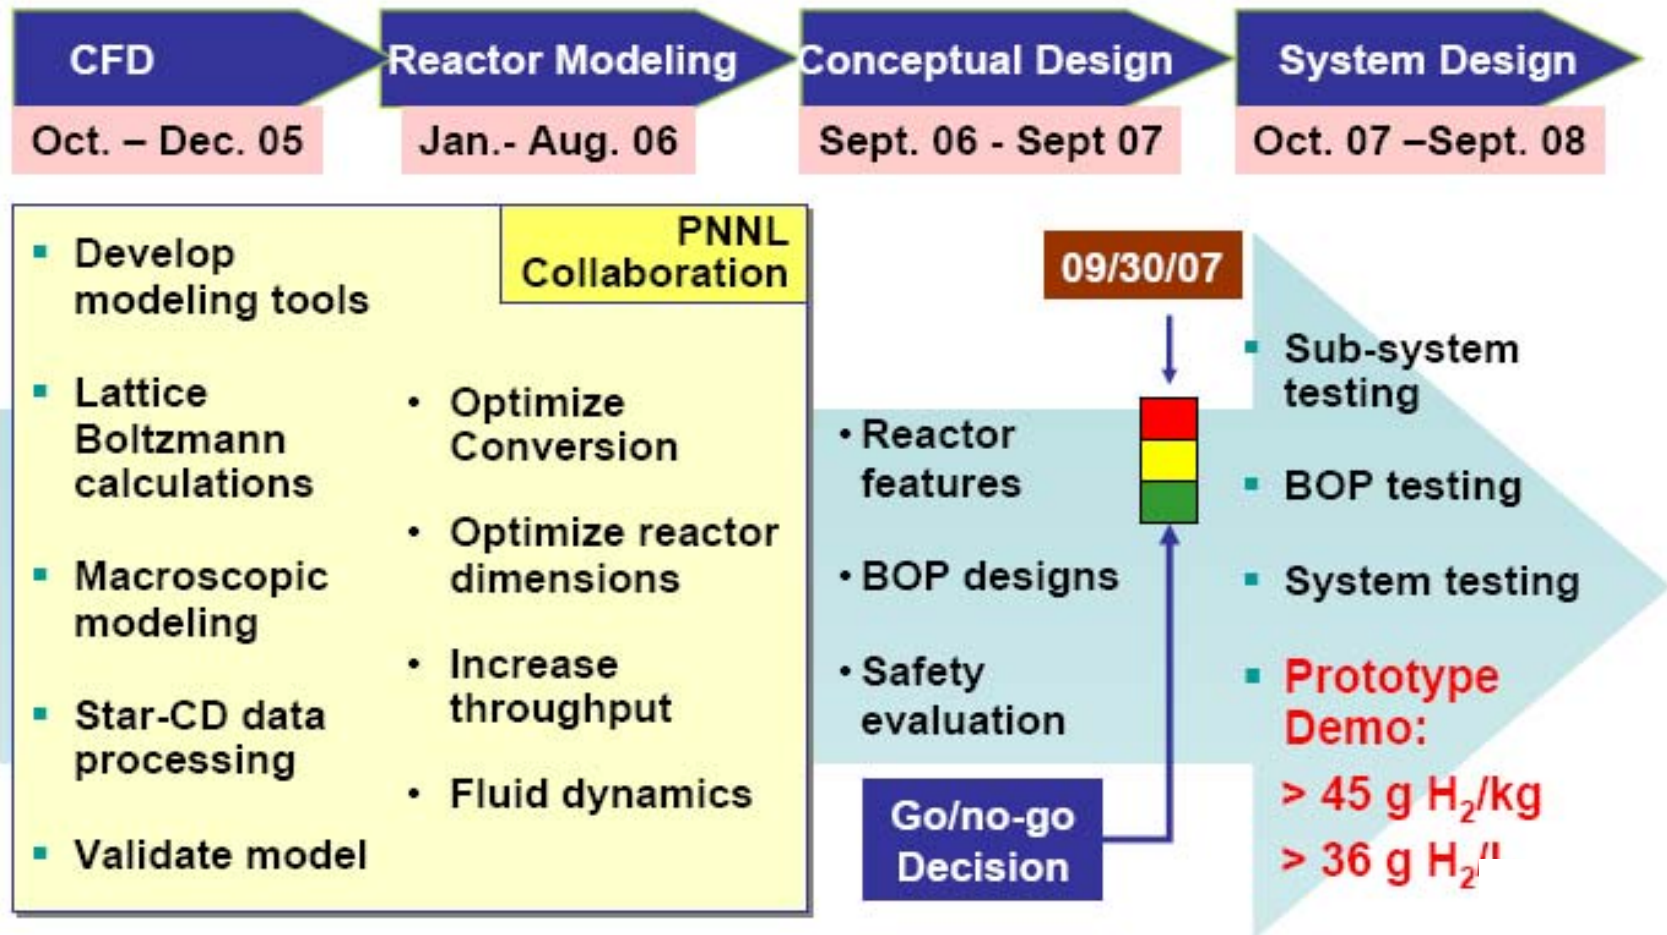 CFD
Reactor Modeling
Conceptual Design
System Design
Oct. – Dec. 05
Jan.- Aug. 06
Sept. 06 - Sept 07
Oct. 07 –Sept. 08
PNNL
Collaboration
▪ Develop
modeling tools
▪ Lattice
Boltzmann
calculations
▪ Macroscopic
modeling
▪ Star-CD data
processing
▪ Validate model
• Optimize
Conversion
• Optimize reactor
dimensions
• Increase
throughput
• Fluid dynamics
• Reactor
features
• BOP designs
• Safety
evaluation
09/30/07
Go/no-go
Decision
▪ Sub-system
testing
▪ BOP testing
▪ System testing
▪ Prototype
Demo:
> 45 g H₂/kg
> 36 g H₂/